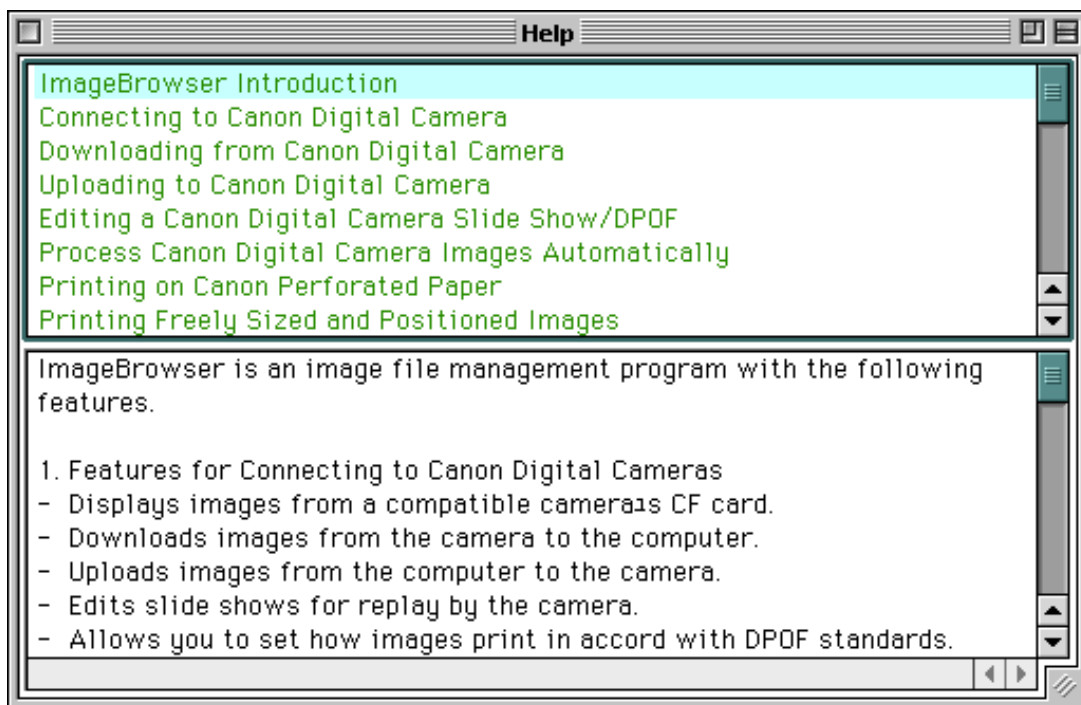 Help
ImageBrowser Introduction
Connecting to Canon Digital Camera
Downloading from Canon Digital Camera
Uploading to Canon Digital Camera
Editing a Canon Digital Camera Slide Show/DPOF
Process Canon Digital Camera Images Automatically
Printing on Canon Perforated Paper
Printing Freely Sized and Positioned Images
ImageBrowser is an image file management program with the following
features.
1. Features for Connecting to Canon Digital Cameras
- Displays images from a compatible cameraנs CF card.
- Downloads images from the camera to the computer.
- Uploads images from the computer to the camera.
- Edits slide shows for replay by the camera.
- Allows you to set how images print in accord with DPOF standards.